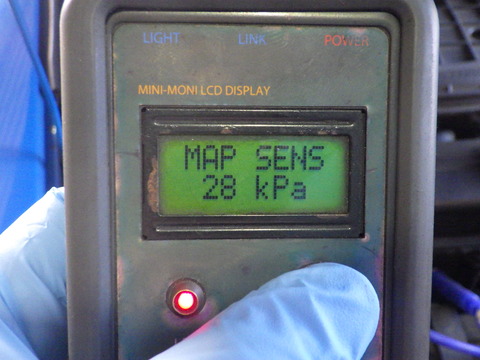 LIGHT LINK POWER
MINI-MONI LCD DISPLAY
MAP SENS
28 kPa